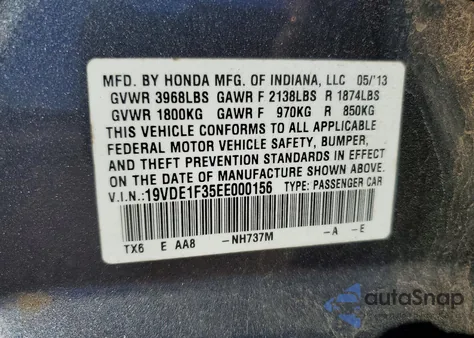 MFD. BY HONDA MFG. OF INDIANA, LLC 05/'13
GVWR 3968LBS GAWR F 2138LBS R 1874LBS
GVWR 1800KG GAWR F 970KG R 850KG
THIS VEHICLE CONFORMS TO ALL APPLICABLE
FEDERAL MOTOR VEHICLE SAFETY, BUMPER,
AND THEFT PREVENTION STANDARDS IN EFFECT
ON THE DATE OF MANUFACTURE SHOWN ABOVE.
V.I.N.:19VDE1F35EE000156 TYPE: PASSENGER CAR
TX6 E AA8 -NH737M -A -E
autoSnap